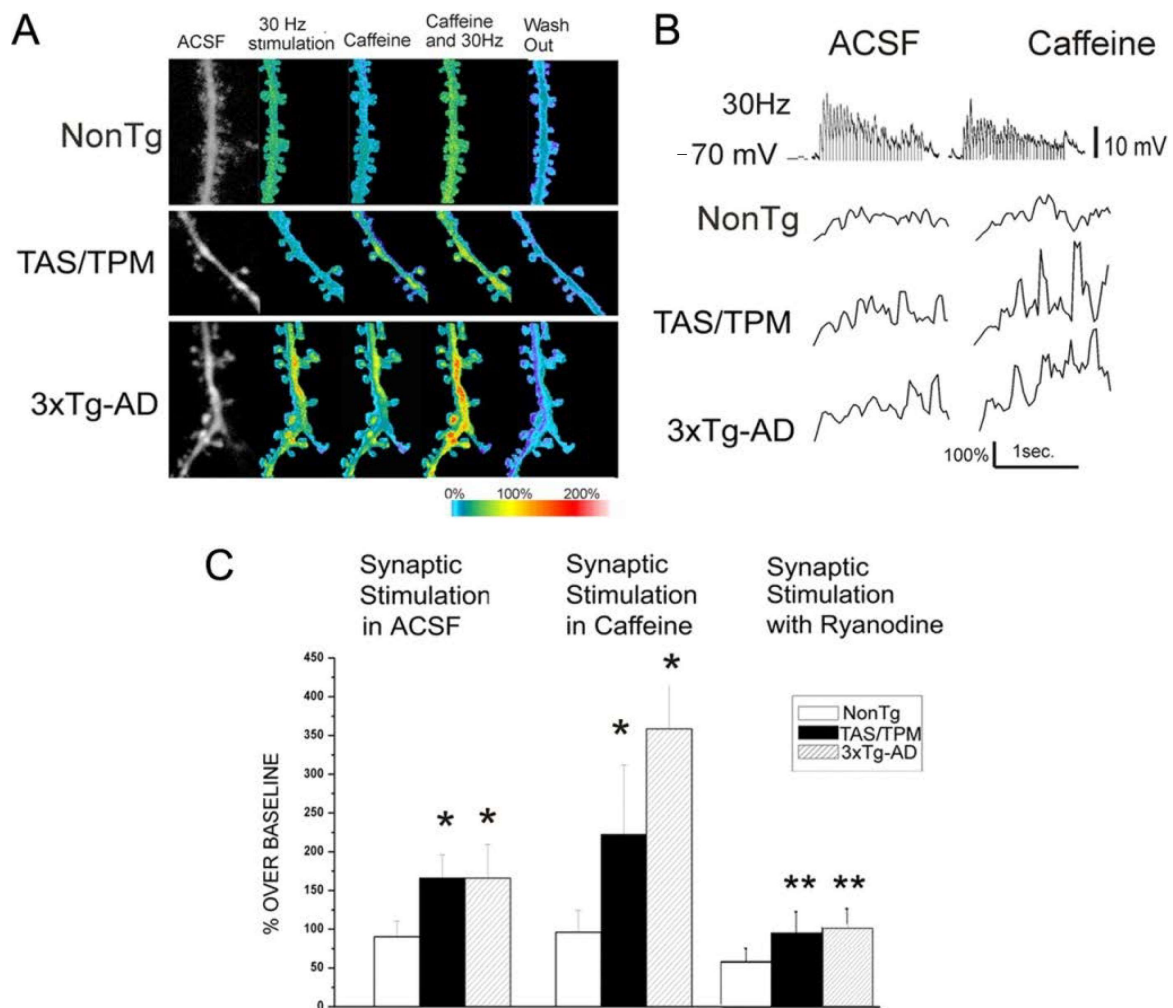 A
ACSF
30 Hz
stimulation
Caffeine
Caffeine
and 30Hz
Wash
Out
NonTg
TAS/TPM
3xTg-AD
0% 100% 200%
B
ACSF Caffeine
30Hz
-70 mV
10 mV
NonTg
TAS/TPM
3xTg-AD
100%
1sec.
C
Synaptic
Stimulation
in ACSF
Synaptic
Stimulation
in Caffeine
Synaptic
Stimulation
with Ryanodine
% OVER BASELINE
450
400
350
300
250
200
150
100
50
0
* *
* *
** **
NonTg
TAS/TPM
3xTg-AD